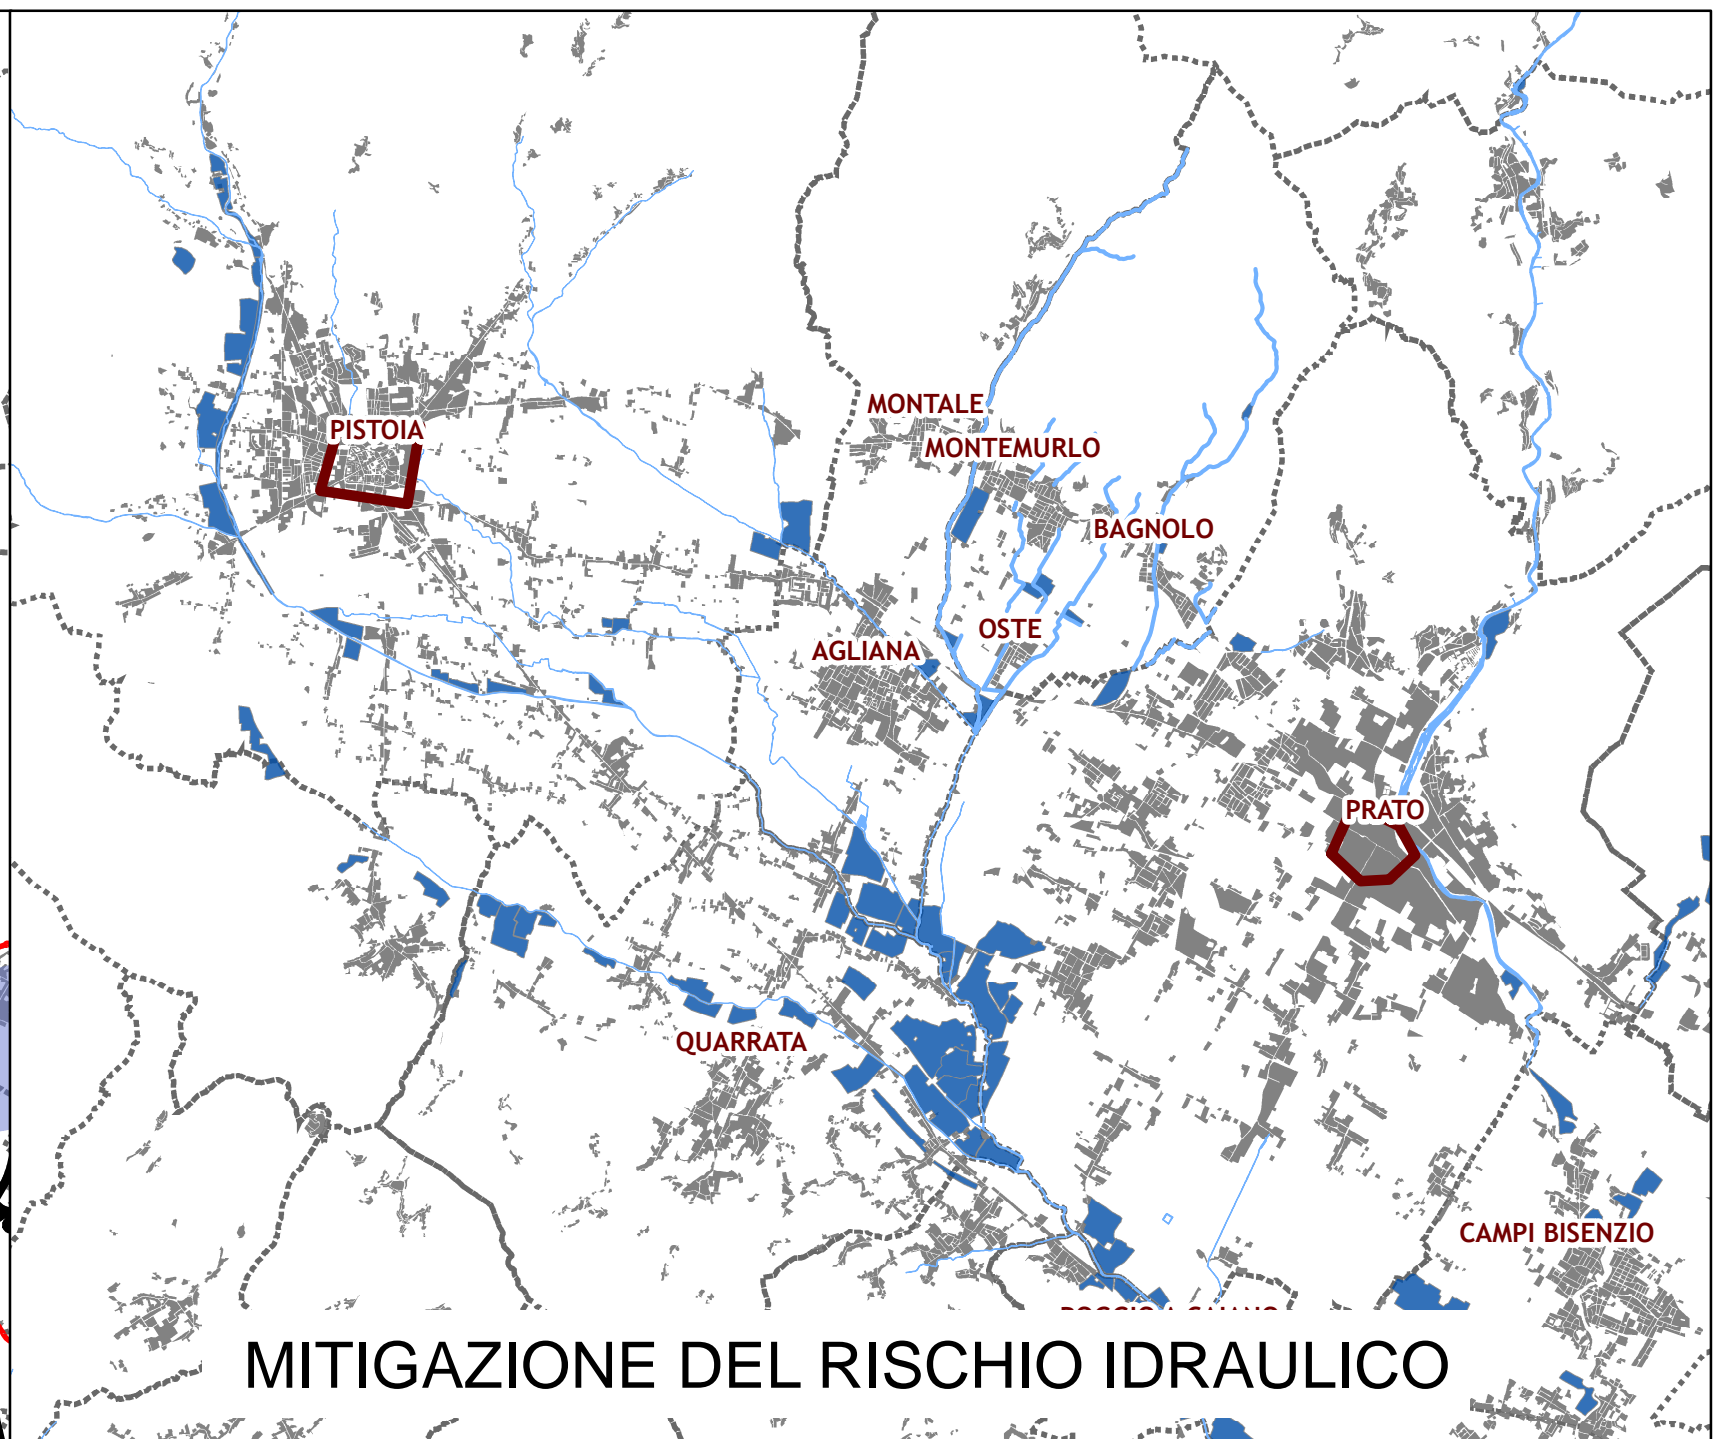 MONTALE
PISTOIA
MONTEMURLO
BAGNOLO
OSTE
AGLIANA
PRATO
QUARRATA
CAMPI BISENZIO
MITIGAZIONE DEL RISCHIO IDRAULICO